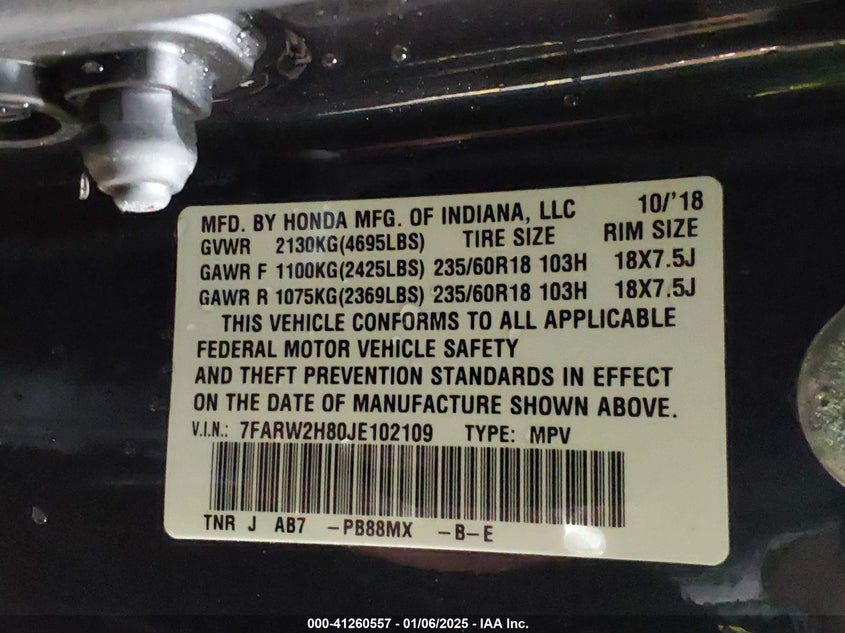 MFD. BY HONDA MFG. OF INDIANA, LLC 10/'18
GVWR 2130KG(4695LBS) TIRE SIZE RIM SIZE
GAWR F 1100KG(2425LBS) 235/60R18 103H 18X7.5J
GAWR R 1075KG(2369LBS) 235/60R18 103H 18X7.5J
THIS VEHICLE CONFORMS TO ALL APPLICABLE
FEDERAL MOTOR VEHICLE SAFETY
AND THEFT PREVENTION STANDARDS IN EFFECT
ON THE DATE OF MANUFACTURE SHOWN ABOVE.
V.I.N.: 7FARW2H80JE102109 TYPE: MPV
TNR J AB7 -PB88MX -B-E
000-41260557 - 01/06/2025 - IAA Inc.